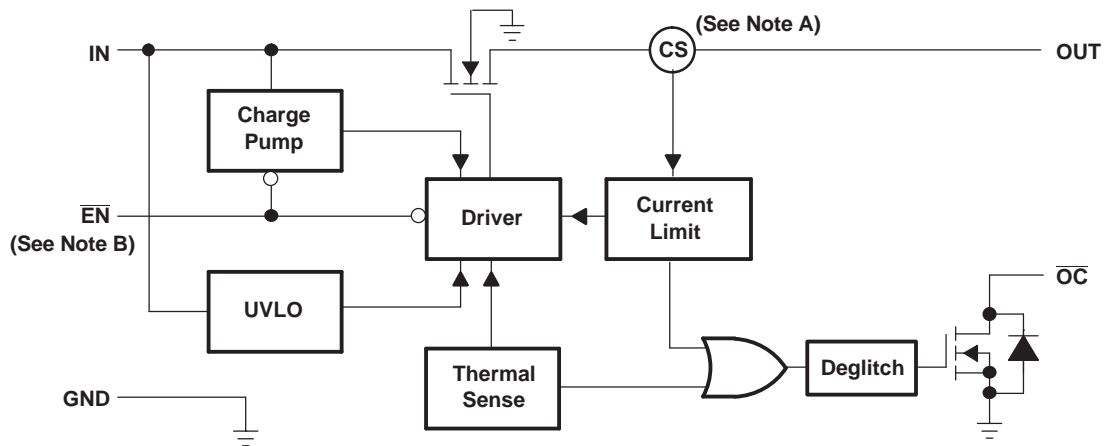 (See Note A)
IN
CS
OUT
Charge
Pump
EN
(See Note B)
Driver
Current
Limit
OC
UVLO
Thermal
Sense
Deglitch
GND